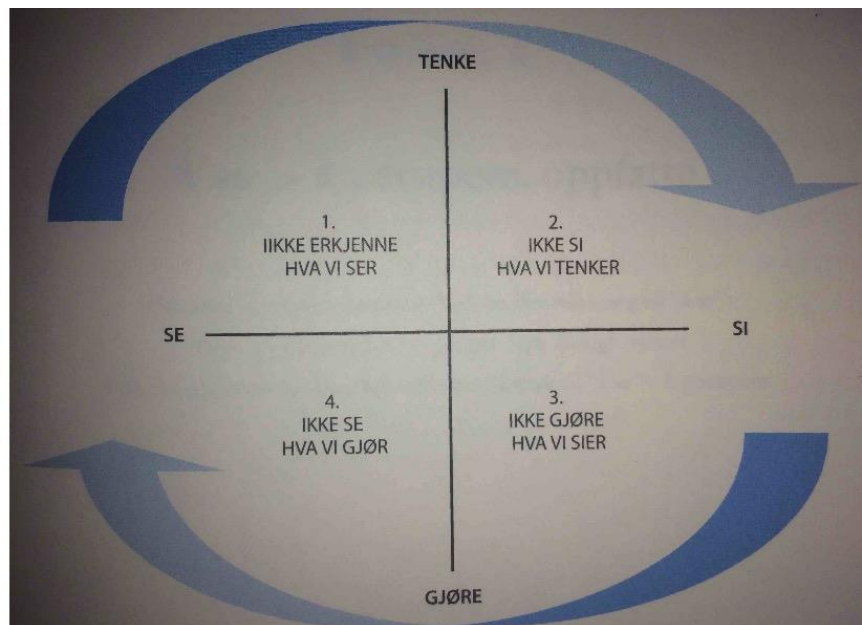 TENKE
1.
IIKKE ERKJENNE
HVA VI SER
2.
IKKE SI
HVA VI TENKER
SE
SI
4.
IKKE SE
HVA VI GJØR
3.
IKKE GJØRE
HVA VI SIER
GJØRE